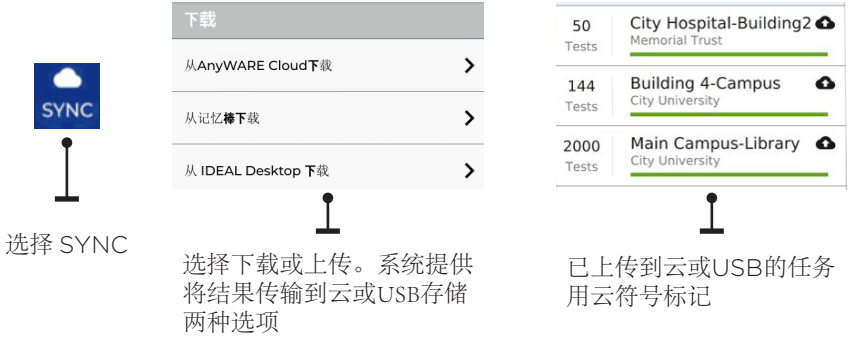 SYNC
选择 SYNC
下载
从AnyWARE Cloud下载
从记忆棒下载
从 IDEAL Desktop 下载
选择下载或上传。系统提供
将结果传输到云或USB存储
两种选项
50
Tests
City Hospital-Building2
Memorial Trust
144
Tests
Building 4-Campus
City University
2000
Tests
Main Campus-Library
City University
已上传到云或USB的任务
用云符号标记